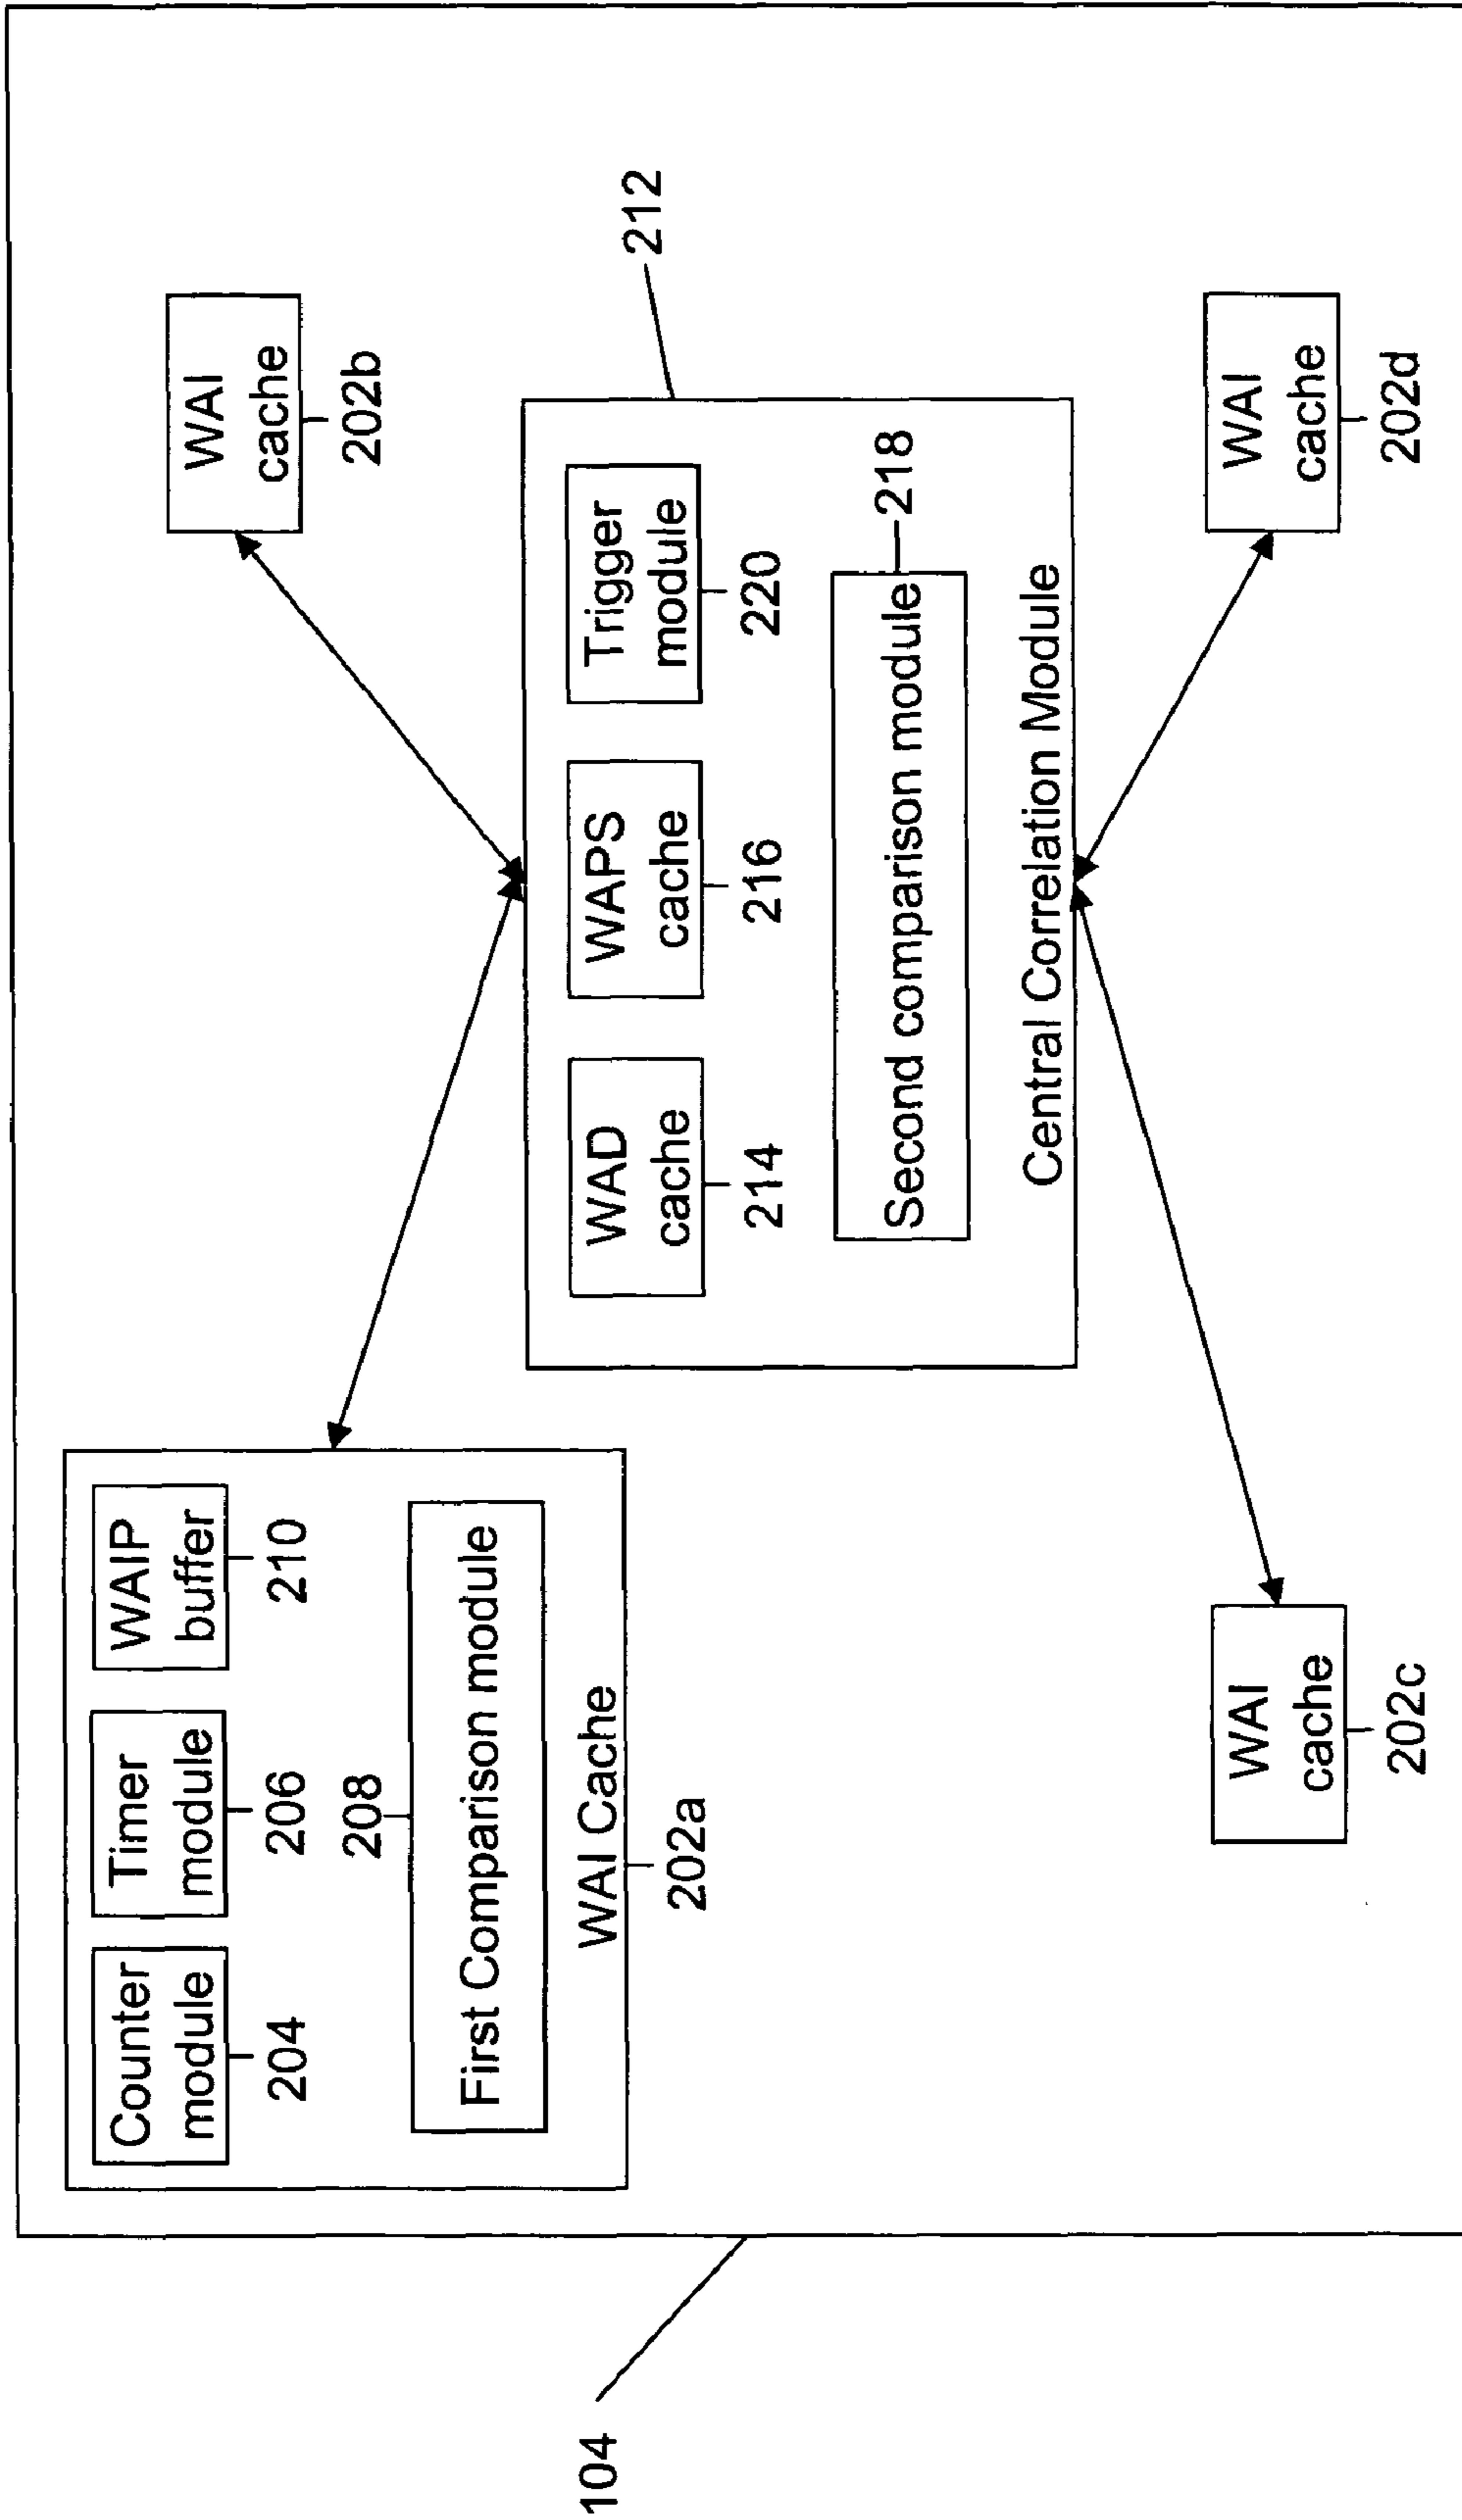 104
Counter
module
204
Timer
module
206
WAIP
buffer
210
208
First Comparison module
WAI Cache
202a
WAI
cache
202b
212
WAD
cache
214
WAPS
cache
216
Trigger
module
220
Second comparison module
218
Central Correlation Module
WAI
cache
202c
WAI
cache
202d